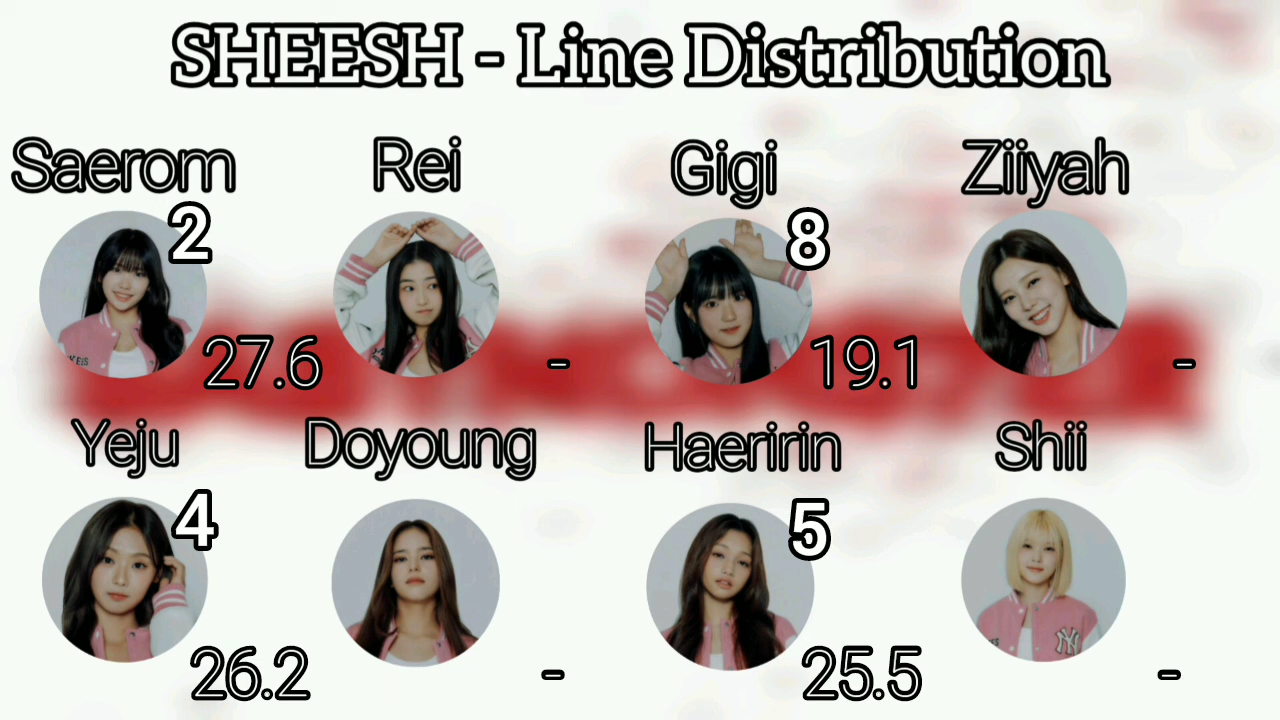 SHEESH - Line Distribution
Saerom Rei Gigi Ziiyah
2 8
27.6 - 19.1 -
Yeju Doyoung Haeririn Shii
4 5
NY
26.2 - 25.5 -